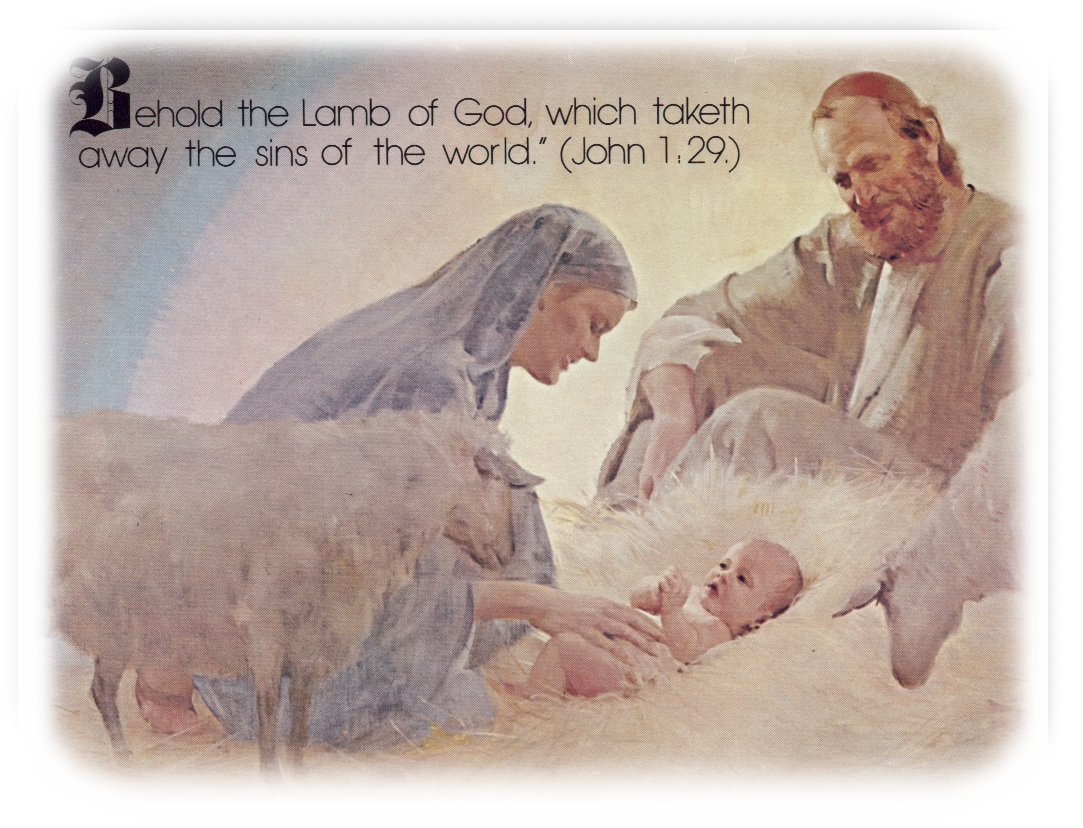 Behold the Lamb of God, which taketh
away the sins of the world.” (John 1:29.)